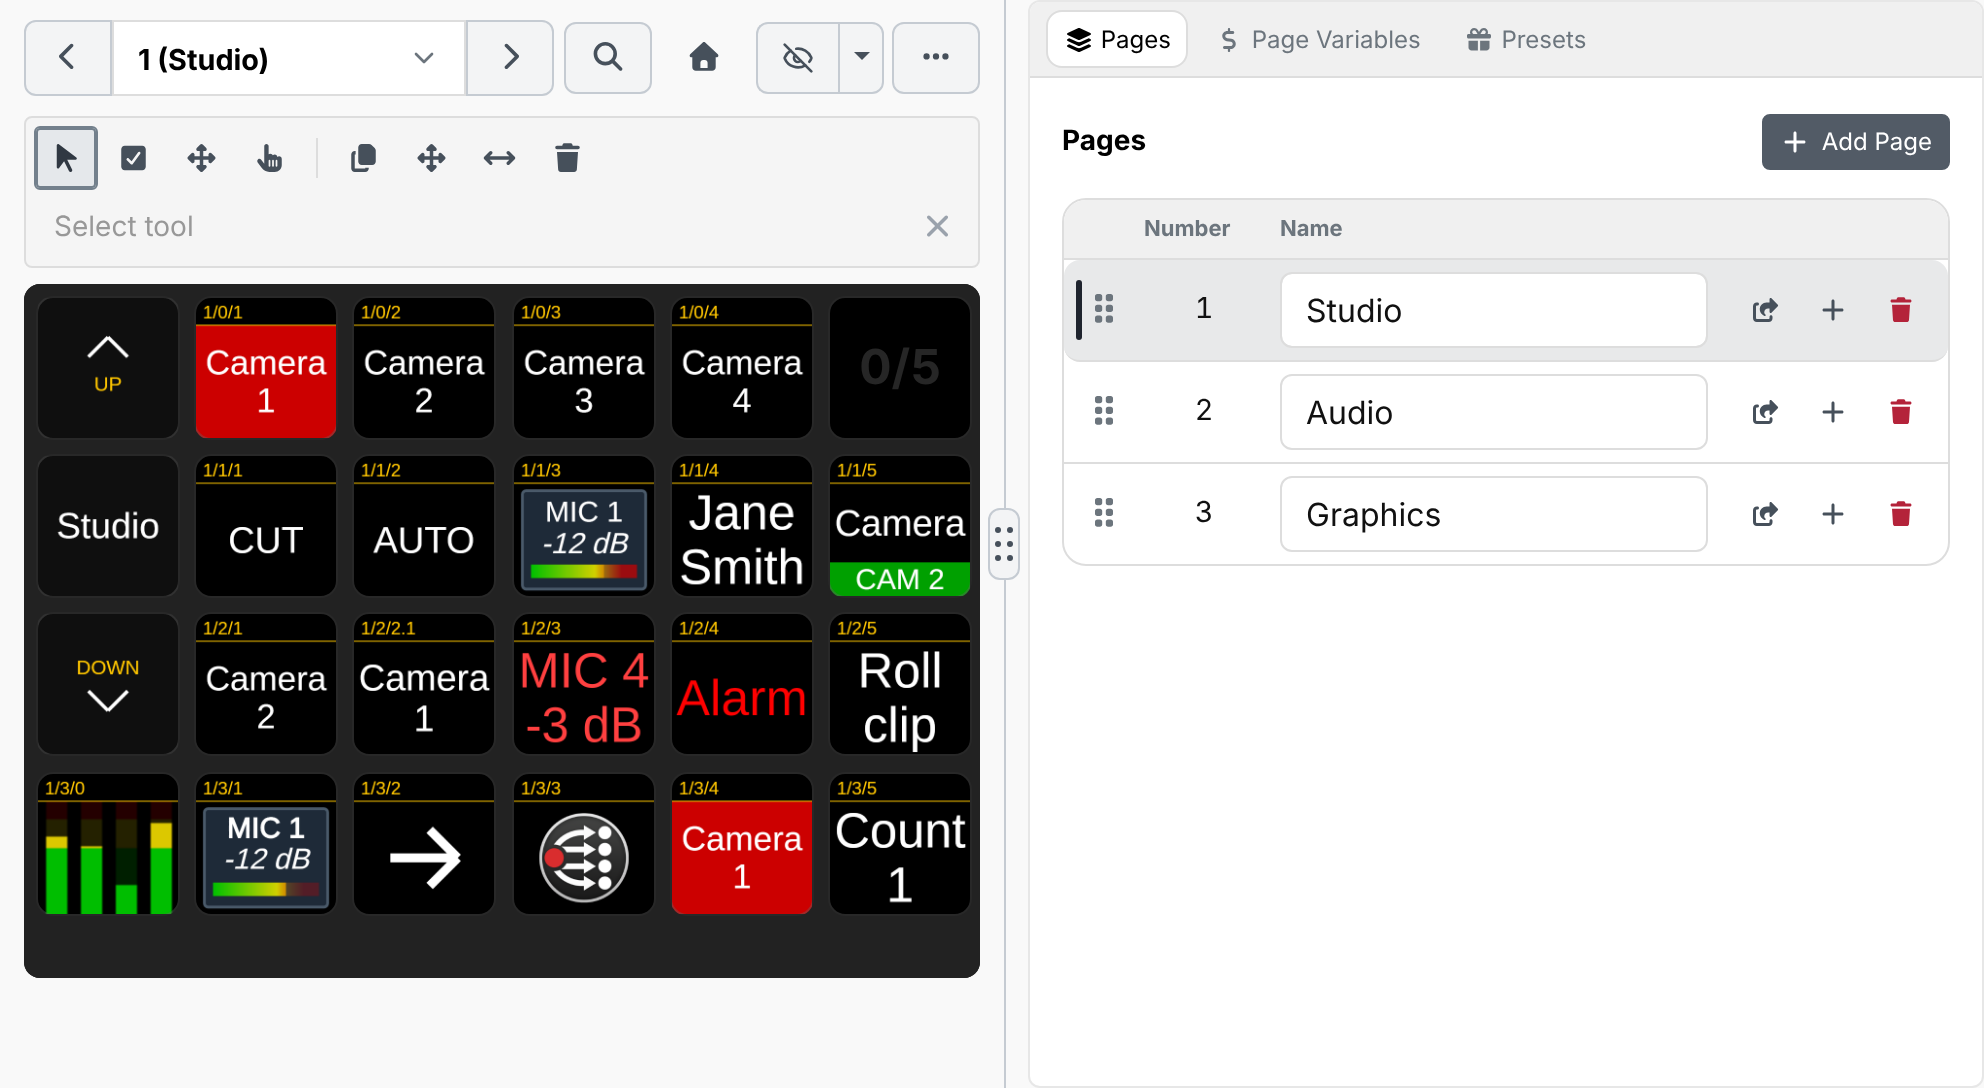 1 (Studio)
Select tool
UP
1/0/1
Camera
1
1/0/2
Camera
2
1/0/3
Camera
3
1/0/4
Camera
4
0/5
Studio
1/1/1
CUT
1/1/2
AUTO
1/1/3
MIC 1
-12 dB
1/1/4
Jane
Smith
1/1/5
Camera
CAM 2
DOWN
1/2/1
Camera
2
1/2/2.1
Camera
1
1/2/3
MIC 4
-3 dB
1/2/4
Alarm
1/2/5
Roll
clip
1/3/0
1/3/1
MIC 1
-12 dB
1/3/2
1/3/3
1/3/4
Camera
1
1/3/5
Count
1
Pages
Page Variables
Presets
Pages
Add Page
Number Name
1 Studio
2 Audio
3 Graphics